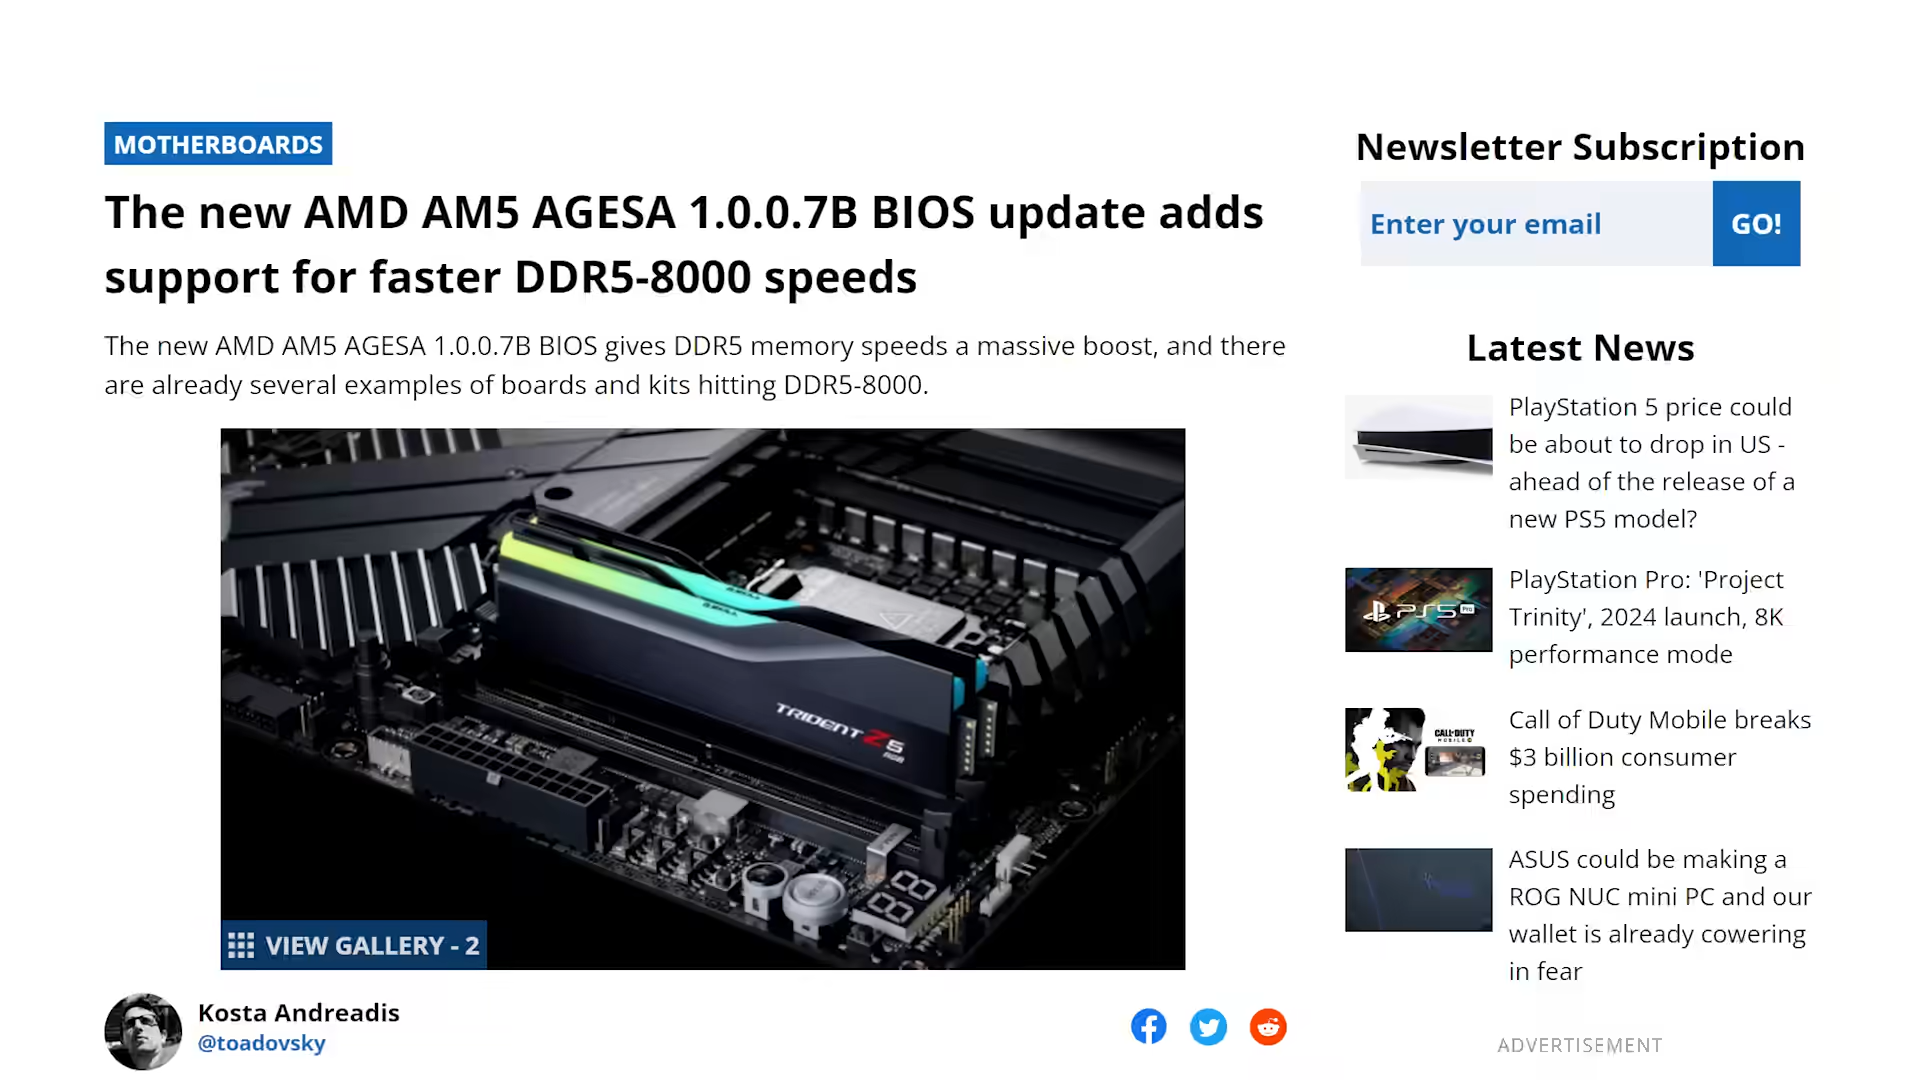 MOTHERBOARDS
The new AMD AM5 AGESA 1.0.0.7B BIOS update adds
support for faster DDR5-8000 speeds
The new AMD AM5 AGESA 1.0.0.7B BIOS gives DDR5 memory speeds a massive boost, and there
are already several examples of boards and kits hitting DDR5-8000.
TRIDENT Z5
RGB
VIEW GALLERY - 2
Kosta Andreadis
@toadovsky
Newsletter Subscription
Enter your email
GO!
Latest News
PlayStation 5 price could
be about to drop in US -
ahead of the release of a
new PS5 model?
PS5 Pro
PlayStation Pro: 'Project
Trinity', 2024 launch, 8K
performance mode
CALL OF DUTY
MOBILE
Call of Duty Mobile breaks
$3 billion consumer
spending
ASUS could be making a
ROG NUC mini PC and our
wallet is already cowering
in fear
ADVERTISEMENT